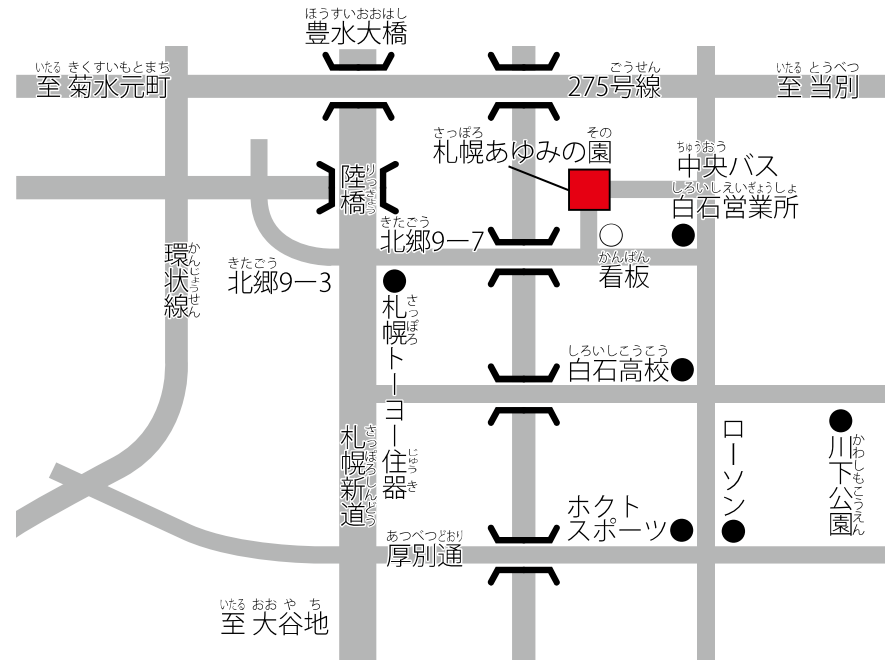 ほうすいおおはし
豊水大橋
いたる きくすいもとまち
至 菊水元町
ごうせん
275号線
いたる とうべつ
至 当別
さっぽろ その
札幌あゆみの園
ちゅうおう
中央バス
しろいしえいぎょうしょ
白石営業所
りっきょう
陸橋
きたごう
北郷9ー7
かんじょうせん
環状線
きたごう
北郷9ー3
かんばん
看板
さっぽろ じゅうき
札幌トーヨー住器
しろいしこうこう
白石高校
さっぽろしんどう
札幌新道
ローソン
かわしもこうえん
川下公園
ホクト
スポーツ
あつべつどおり
厚別通
いたる おおやち
至 大谷地